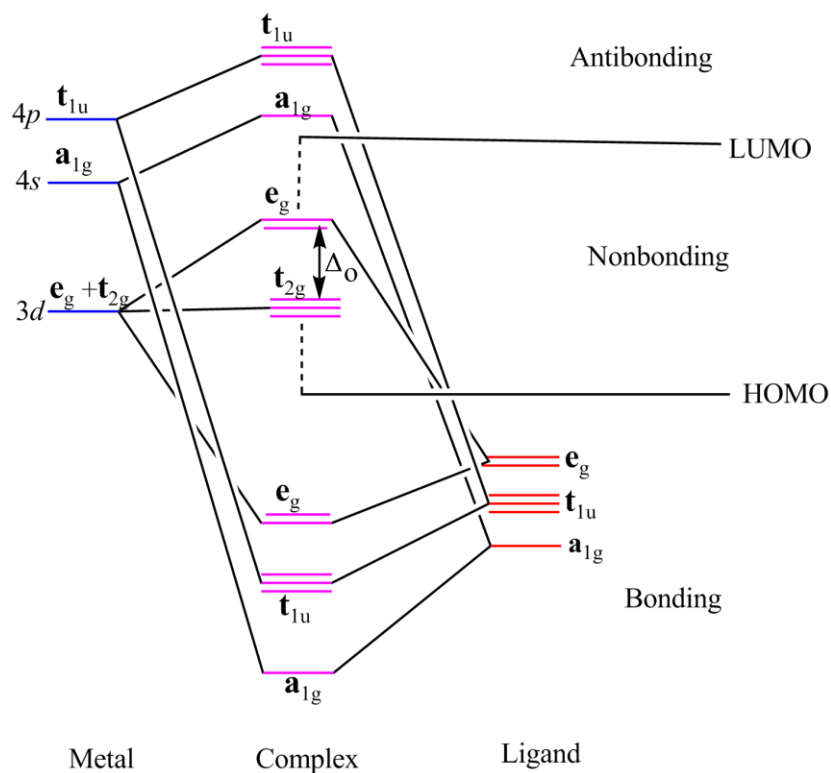 t1u
Antibonding
4p t1u
a1g
LUMO
4s a1g
eg
Nonbonding
Δo
t2g
3d eg +t2g
HOMO
eg
eg
t1u
a1g
t1u
Bonding
a1g
Metal Complex Ligand